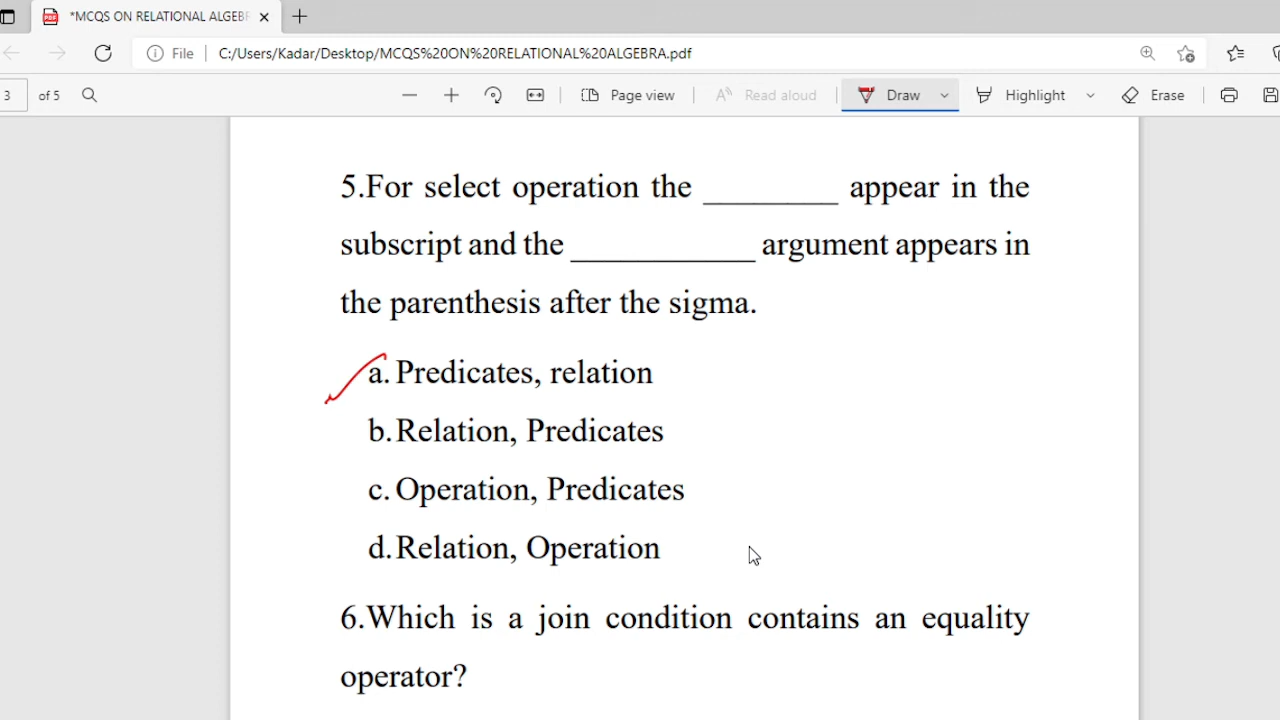 *MCQS ON RELATIONAL ALGEBR
File
C:/Users/Kadar/Desktop/MCQS%20ON%20RELATIONAL%20ALGEBRA.pdf
3 of 5
Page view
Read aloud
Draw
Highlight
Erase
5.For select operation the ________ appear in the
subscript and the ___________ argument appears in
the parenthesis after the sigma.
a. Predicates, relation
b. Relation, Predicates
c. Operation, Predicates
d. Relation, Operation
6.Which is a join condition contains an equality
operator?